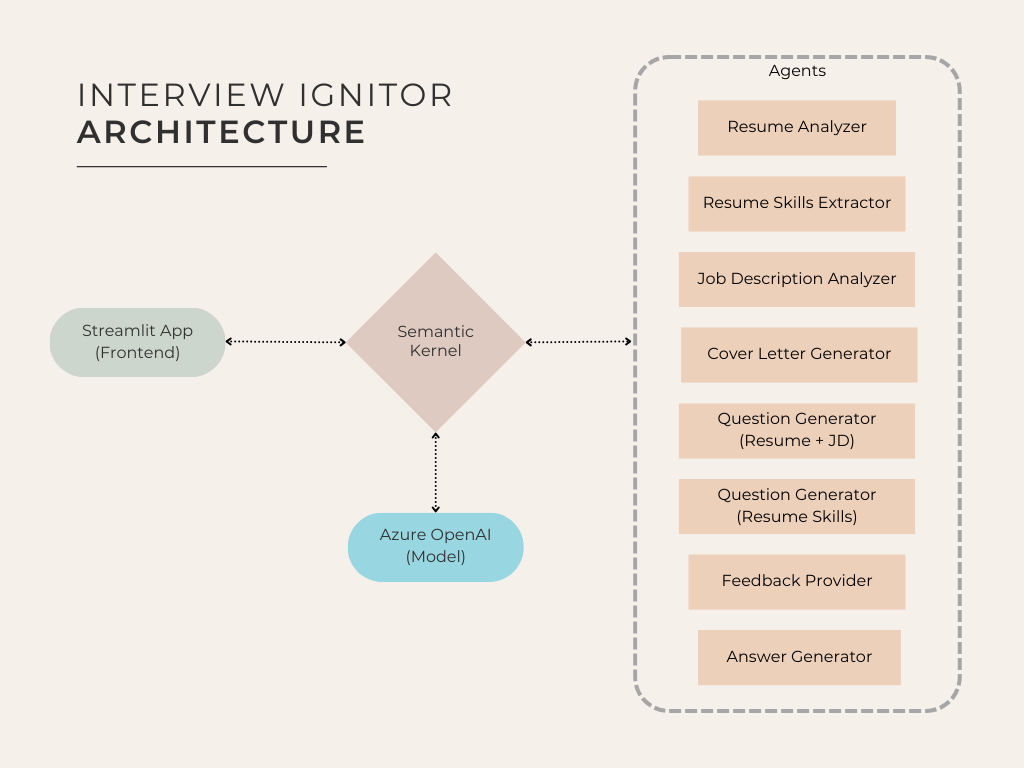 INTERVIEW IGNITOR
ARCHITECTURE
Streamlit App
(Frontend)
Semantic
Kernel
Azure OpenAI
(Model)
Agents
Resume Analyzer
Resume Skills Extractor
Job Description Analyzer
Cover Letter Generator
Question Generator
(Resume + JD)
Question Generator
(Resume Skills)
Feedback Provider
Answer Generator